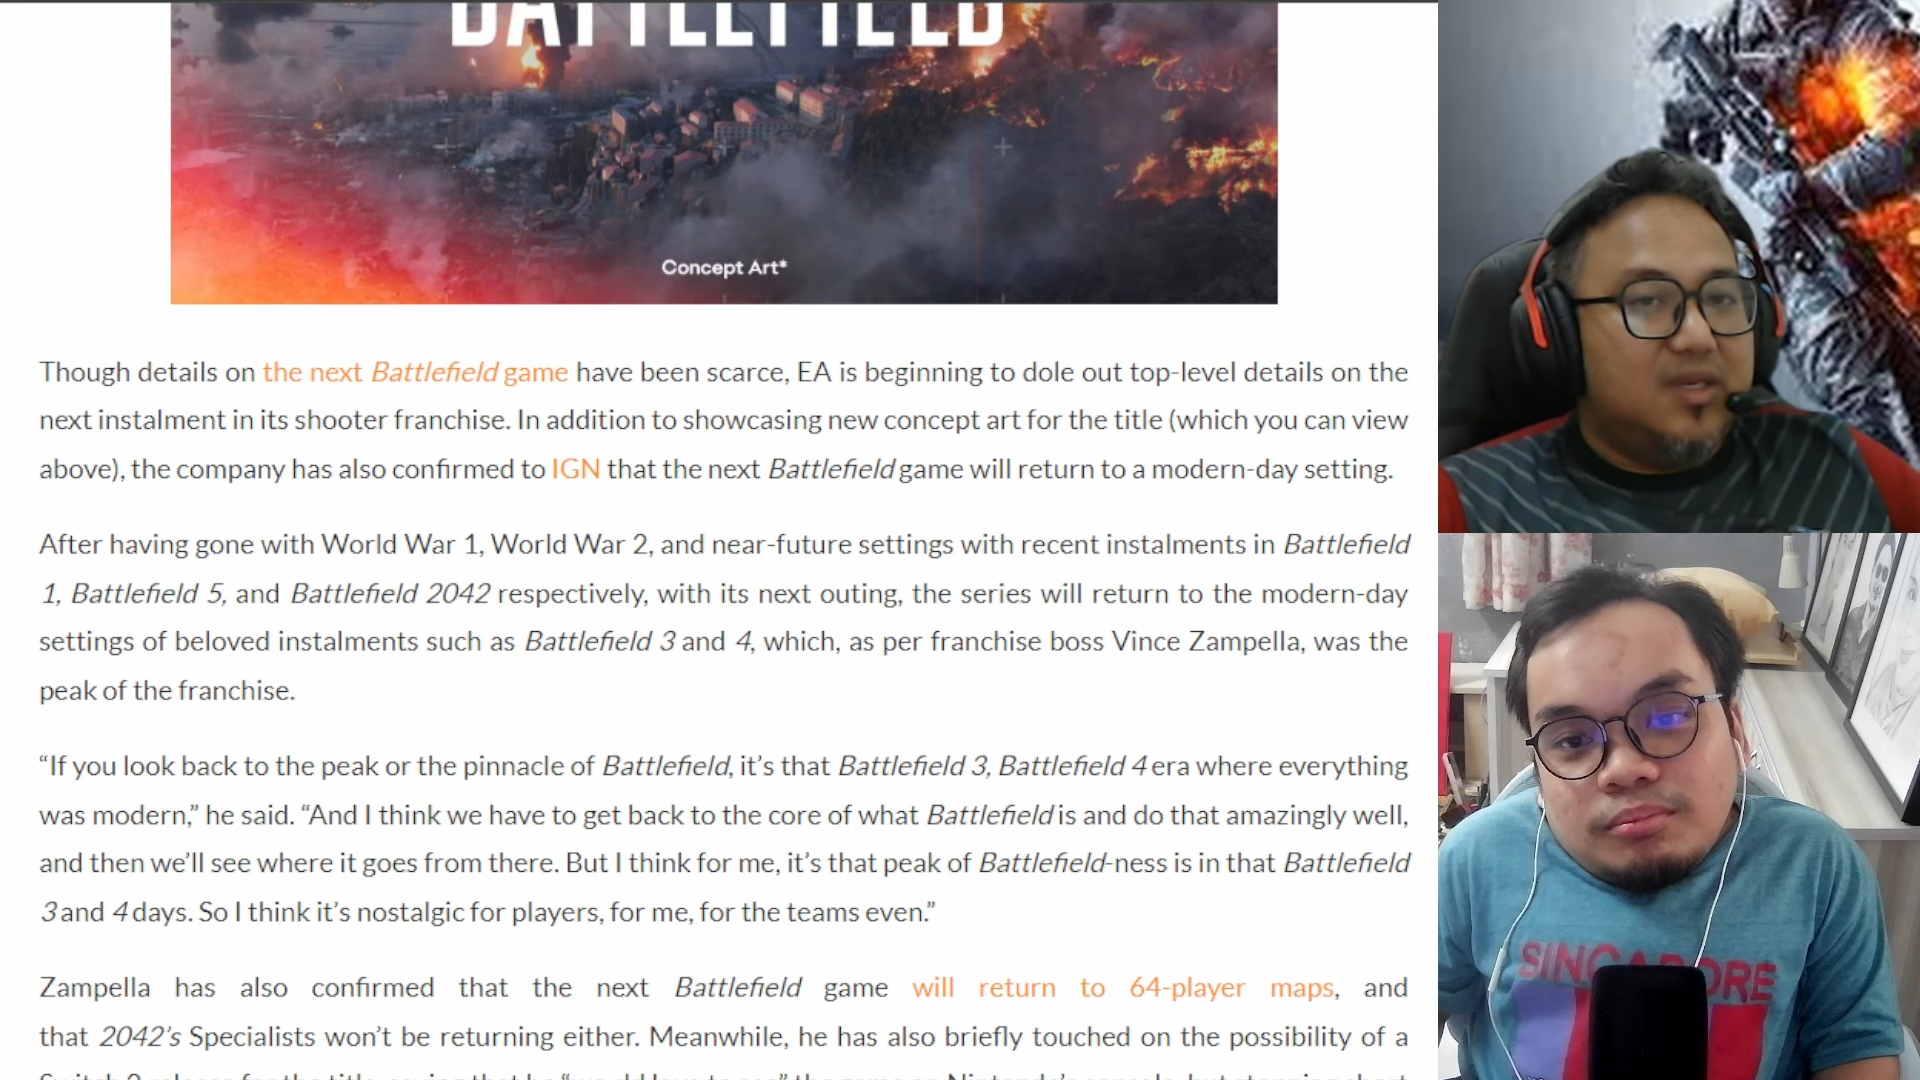 BATTLEFIELD
Concept Art*
Though details on the next Battlefield game have been scarce, EA is beginning to dole out top-level details on the
next instalment in its shooter franchise. In addition to showcasing new concept art for the title (which you can view
above), the company has also confirmed to IGN that the next Battlefield game will return to a modern-day setting.
After having gone with World War 1, World War 2, and near-future settings with recent instalments in Battlefield
1, Battlefield 5, and Battlefield 2042 respectively, with its next outing, the series will return to the modern-day
settings of beloved instalments such as Battlefield 3 and 4, which, as per franchise boss Vince Zampella, was the
peak of the franchise.
“If you look back to the peak or the pinnacle of Battlefield, it’s that Battlefield 3, Battlefield 4 era where everything
was modern,” he said. “And I think we have to get back to the core of what Battlefield is and do that amazingly well,
and then we’ll see where it goes from there. But I think for me, it’s that peak of Battlefield-ness is in that Battlefield
3 and 4 days. So I think it’s nostalgic for players, for me, for the teams even.”
Zampella has also confirmed that the next Battlefield game will return to 64-player maps, and
that 2042’s Specialists won’t be returning either. Meanwhile, he has also briefly touched on the possibility of a
SINGAPORE